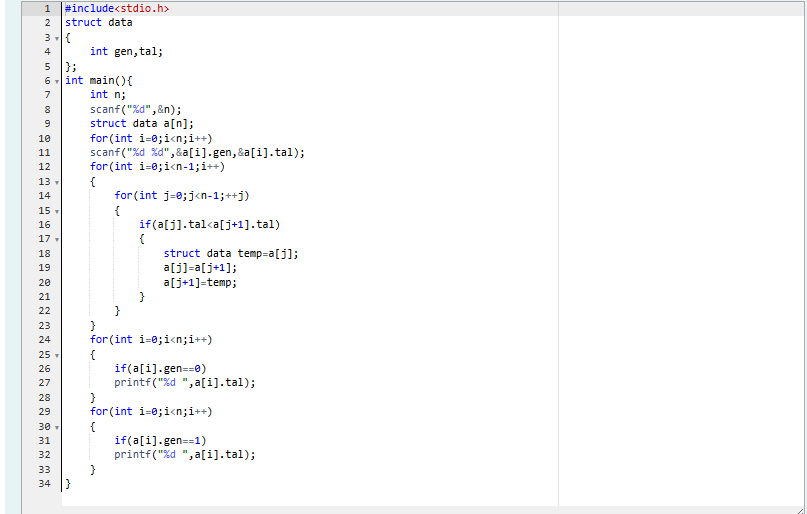 1 #include<stdio.h>
2 struct data
3 {
4     int gen,tal;
5 };
6 int main(){
7     int n;
8     scanf("%d",&n);
9     struct data a[n];
10     for(int i=0;i<n;i++)
11     scanf("%d %d",&a[i].gen,&a[i].tal);
12     for(int i=0;i<n-1;i++)
13     {
14         for(int j=0;j<n-1;++j)
15         {
16             if(a[j].tal<a[j+1].tal)
17             {
18                 struct data temp=a[j];
19                 a[j]=a[j+1];
20                 a[j+1]=temp;
21             }
22         }
23     }
24     for(int i=0;i<n;i++)
25     {
26         if(a[i].gen==0)
27         printf("%d ",a[i].tal);
28     }
29     for(int i=0;i<n;i++)
30     {
31         if(a[i].gen==1)
32         printf("%d ",a[i].tal);
33     }
34 }